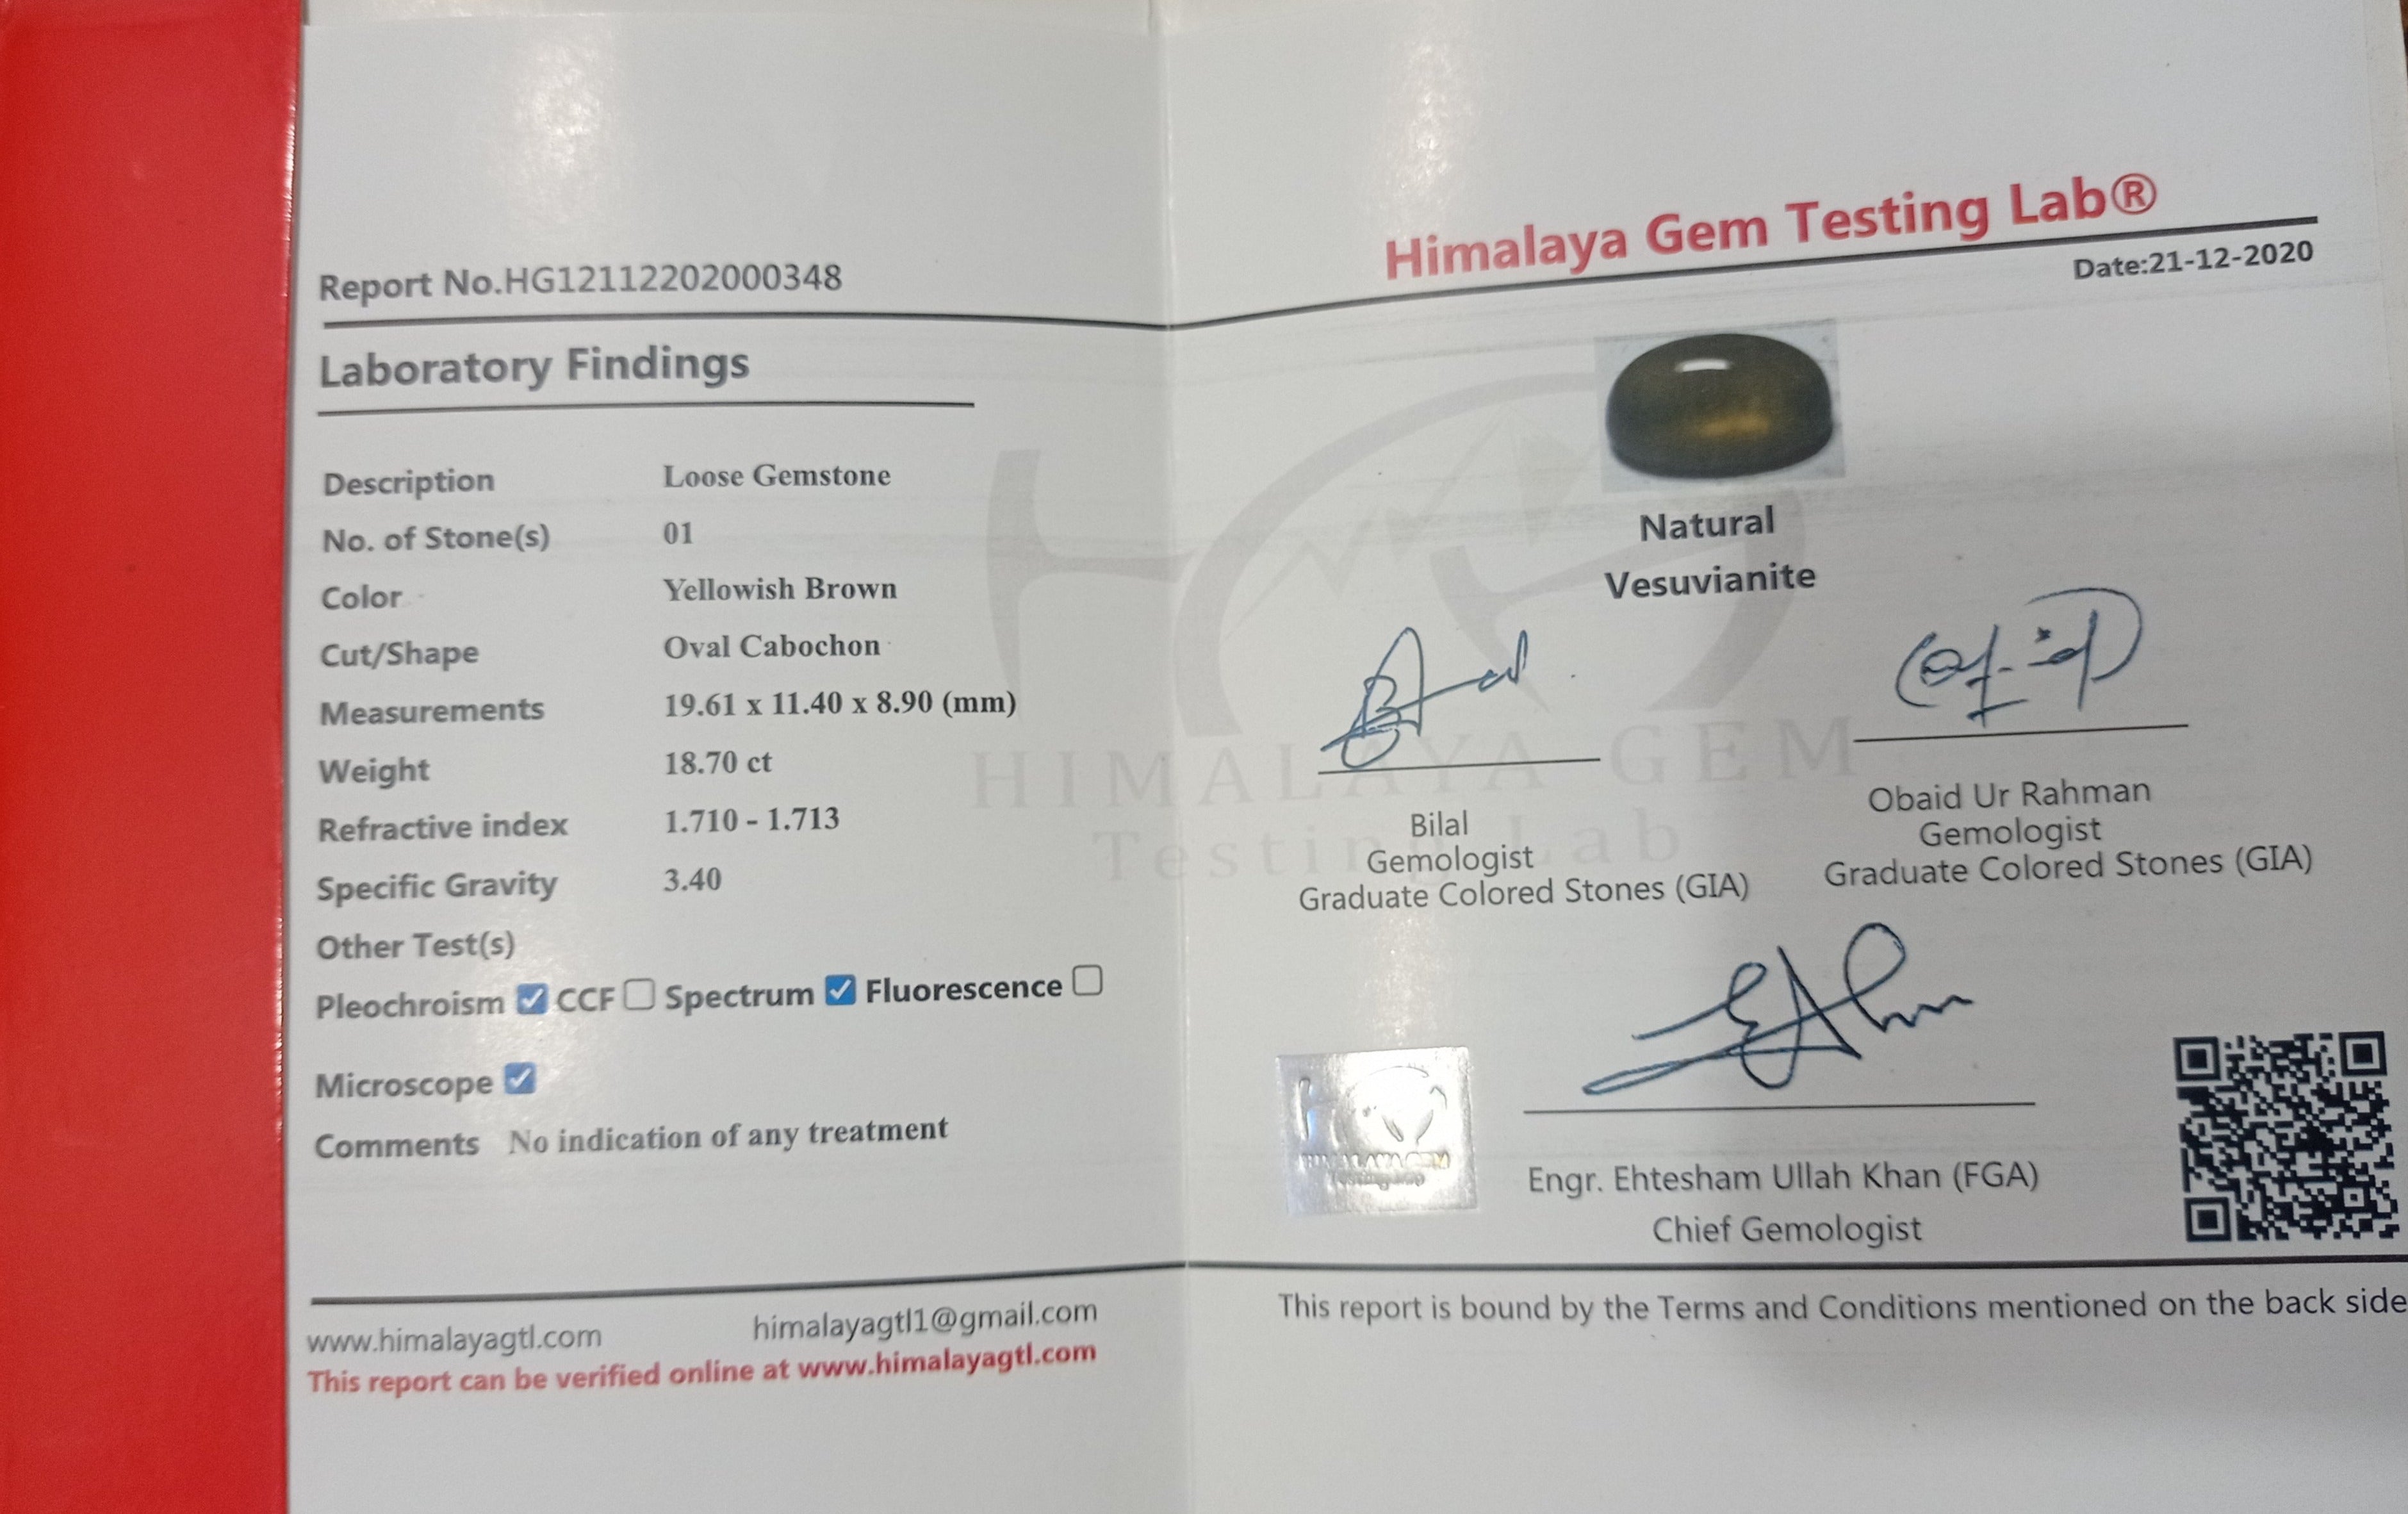 Report No.HG12112202000348
Laboratory Findings
Description Loose Gemstone
No. of Stone(s) 01
Color Yellowish Brown
Cut/Shape Oval Cabochon
Measurements 19.61 x 11.40 x 8.90 (mm)
Weight 18.70 ct
Refractive index 1.710 - 1.713
Specific Gravity 3.40
Other Test(s)
Pleochroism CCF Spectrum Fluorescence
Microscope
Comments No indication of any treatment
www.himalayagtl.com himalayagtl1@gmail.com
This report can be verified online at www.himalayagtl.com
Himalaya Gem Testing Lab®
Date:21-12-2020
Natural
Vesuvianite
HIMALAYA GEM
Testing Lab
Bilal
Gemologist
Graduate Colored Stones (GIA)
Obaid Ur Rahman
Gemologist
Graduate Colored Stones (GIA)
HIMALAYA GEM
Engr. Ehtesham Ullah Khan (FGA)
Chief Gemologist
This report is bound by the Terms and Conditions mentioned on the back side